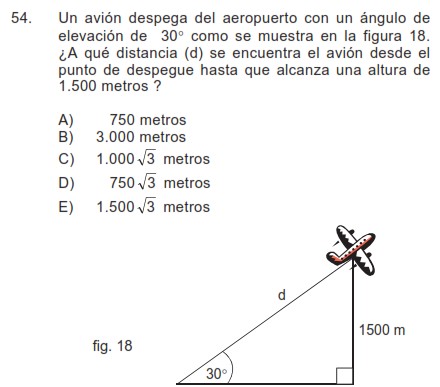 54. Un avión despega del aeropuerto con un ángulo de
elevación de 30° como se muestra en la figura 18.
¿A qué distancia (d) se encuentra el avión desde el
punto de despegue hasta que alcanza una altura de
1.500 metros ?
A) 750 metros
B) 3.000 metros
C) 1.000 √3 metros
D) 750 √3 metros
E) 1.500 √3 metros
d
1500 m
fig. 18
30°